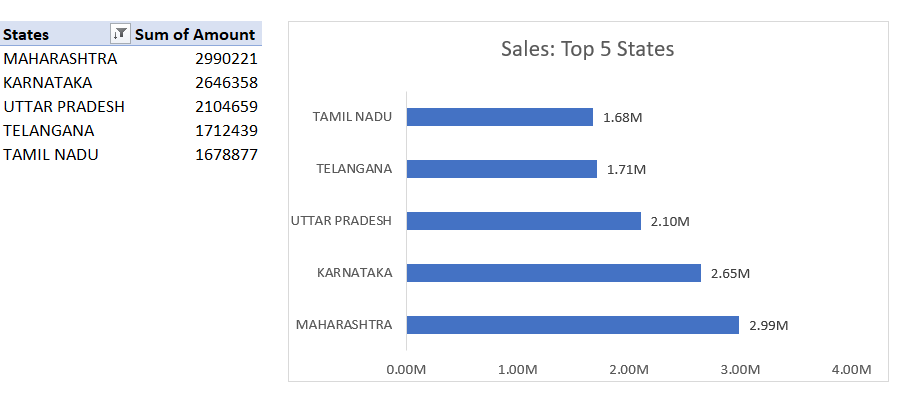 States Sum of Amount
MAHARASHTRA 2990221
KARNATAKA 2646358
UTTAR PRADESH 2104659
TELANGANA 1712439
TAMIL NADU 1678877
Sales: Top 5 States
TAMIL NADU 1.68M
TELANGANA 1.71M
UTTAR PRADESH 2.10M
KARNATAKA 2.65M
MAHARASHTRA 2.99M
0.00M 1.00M 2.00M 3.00M 4.00M